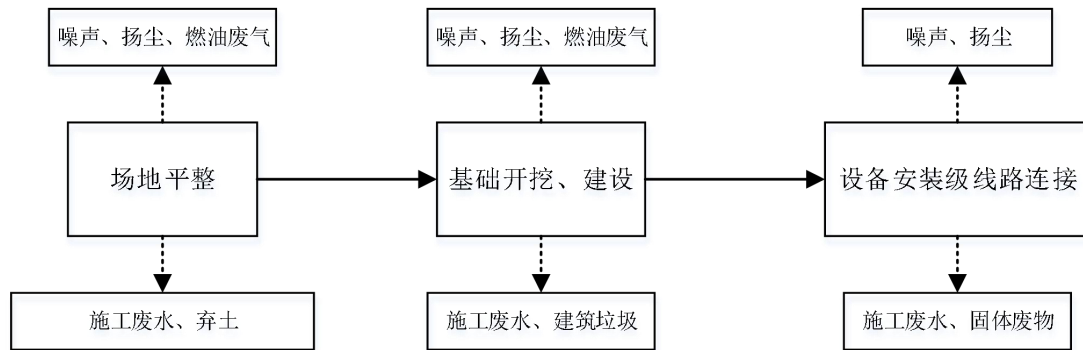 噪声、扬尘、燃油废气
噪声、扬尘、燃油废气
噪声、扬尘
场地平整
基础开挖、建设
设备安装级线路连接
施工废水、弃土
施工废水、建筑垃圾
施工废水、固体废物